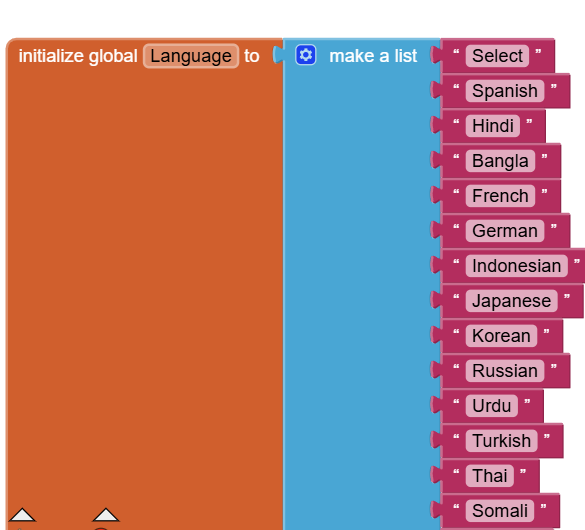 initialize global Language to make a list “ Select ”
“ Spanish ”
“ Hindi ”
“ Bangla ”
“ French ”
“ German ”
“ Indonesian ”
“ Japanese ”
“ Korean ”
“ Russian ”
“ Urdu ”
“ Turkish ”
“ Thai ”
“ Somali ”